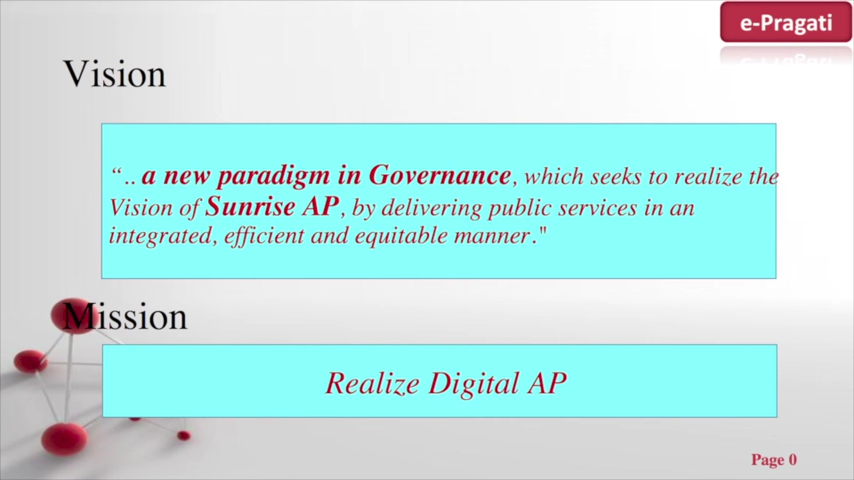 e-Pragati
Vision
“.. a new paradigm in Governance, which seeks to realize the
Vision of Sunrise AP, by delivering public services in an
integrated, efficient and equitable manner."
Mission
Realize Digital AP
Page 0